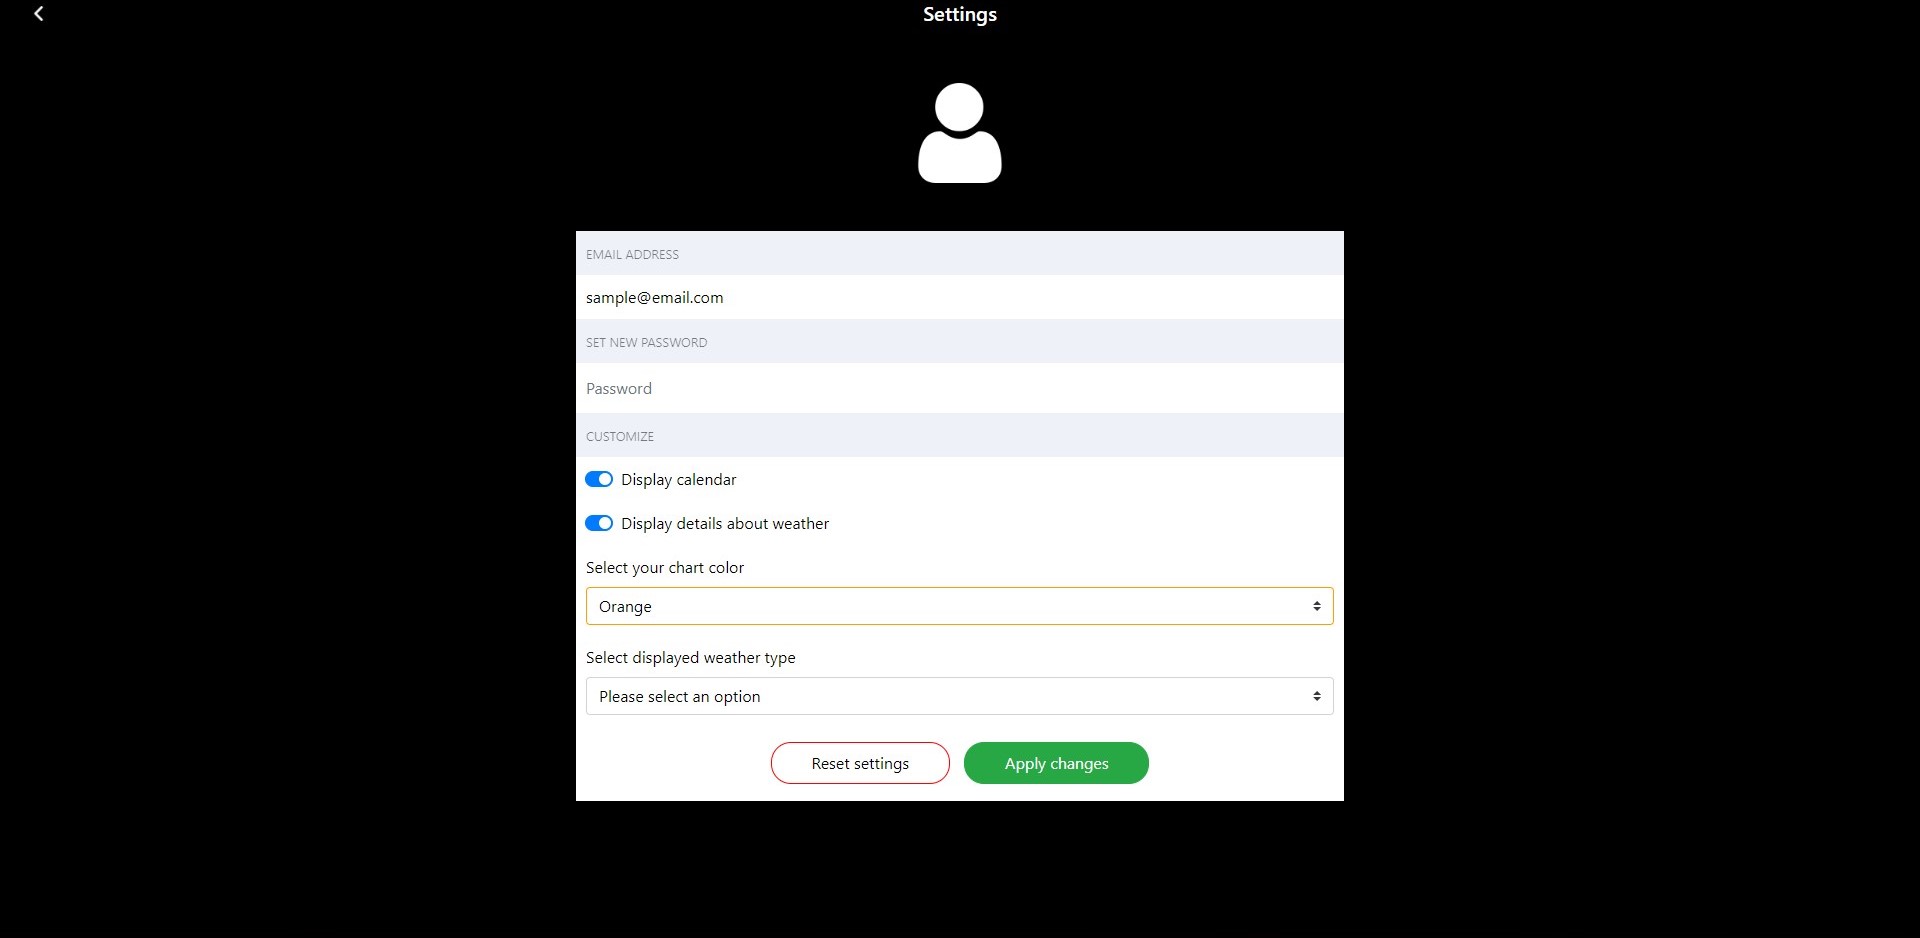 Settings
EMAIL ADDRESS
sample@email.com
SET NEW PASSWORD
Password
CUSTOMIZE
Display calendar
Display details about weather
Select your chart color
Orange
Select displayed weather type
Please select an option
Reset settings
Apply changes